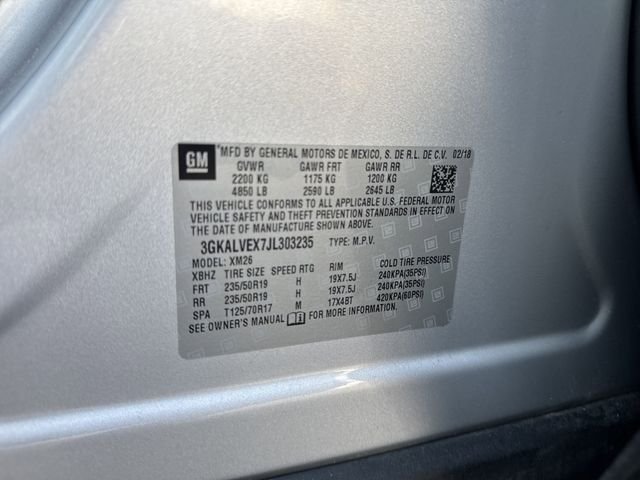 GM
*MFD BY GENERAL MOTORS DE MEXICO, S. DE R.L. DE C.V. 02/18
GVWR GAWR FRT GAWR RR
2200 KG 1175 KG 1200 KG
4850 LB 2590 LB 2645 LB
THIS VEHICLE CONFORMS TO ALL APPLICABLE U.S. FEDERAL MOTOR
VEHICLE SAFETY AND THEFT PREVENTION STANDARDS IN EFFECT ON
THE DATE OF MANUFACTURE SHOWN ABOVE.
3GKALVEX7JL303235 TYPE: M.P.V.
MODEL: XM26
XBHZ TIRE SIZE SPEED RTG RIM COLD TIRE PRESSURE
FRT 235/50R19 H 19X7.5J 240KPA(35PSI)
RR 235/50R19 H 19X7.5J 240KPA(35PSI)
SPA T125/70R17 M 17X4BT 420KPA(60PSI)
SEE OWNER'S MANUAL FOR MORE INFORMATION.